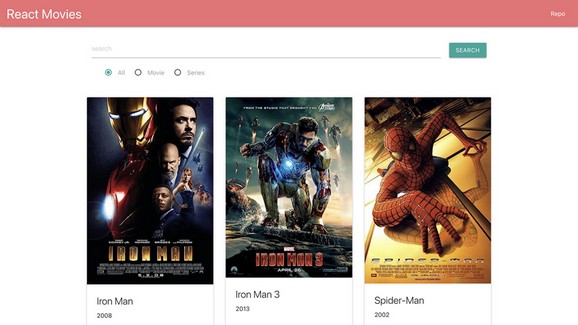 React Movies
Repo
search
SEARCH
All
Movie
Series
IRON MAN
FROM THE STUDIO THAT BROUGHT YOU Avengers
MARVEL
IRON MAN 3
APRIL 26
SPIDER-MAN
Iron Man
2008
Iron Man 3
2013
Spider-Man
2002